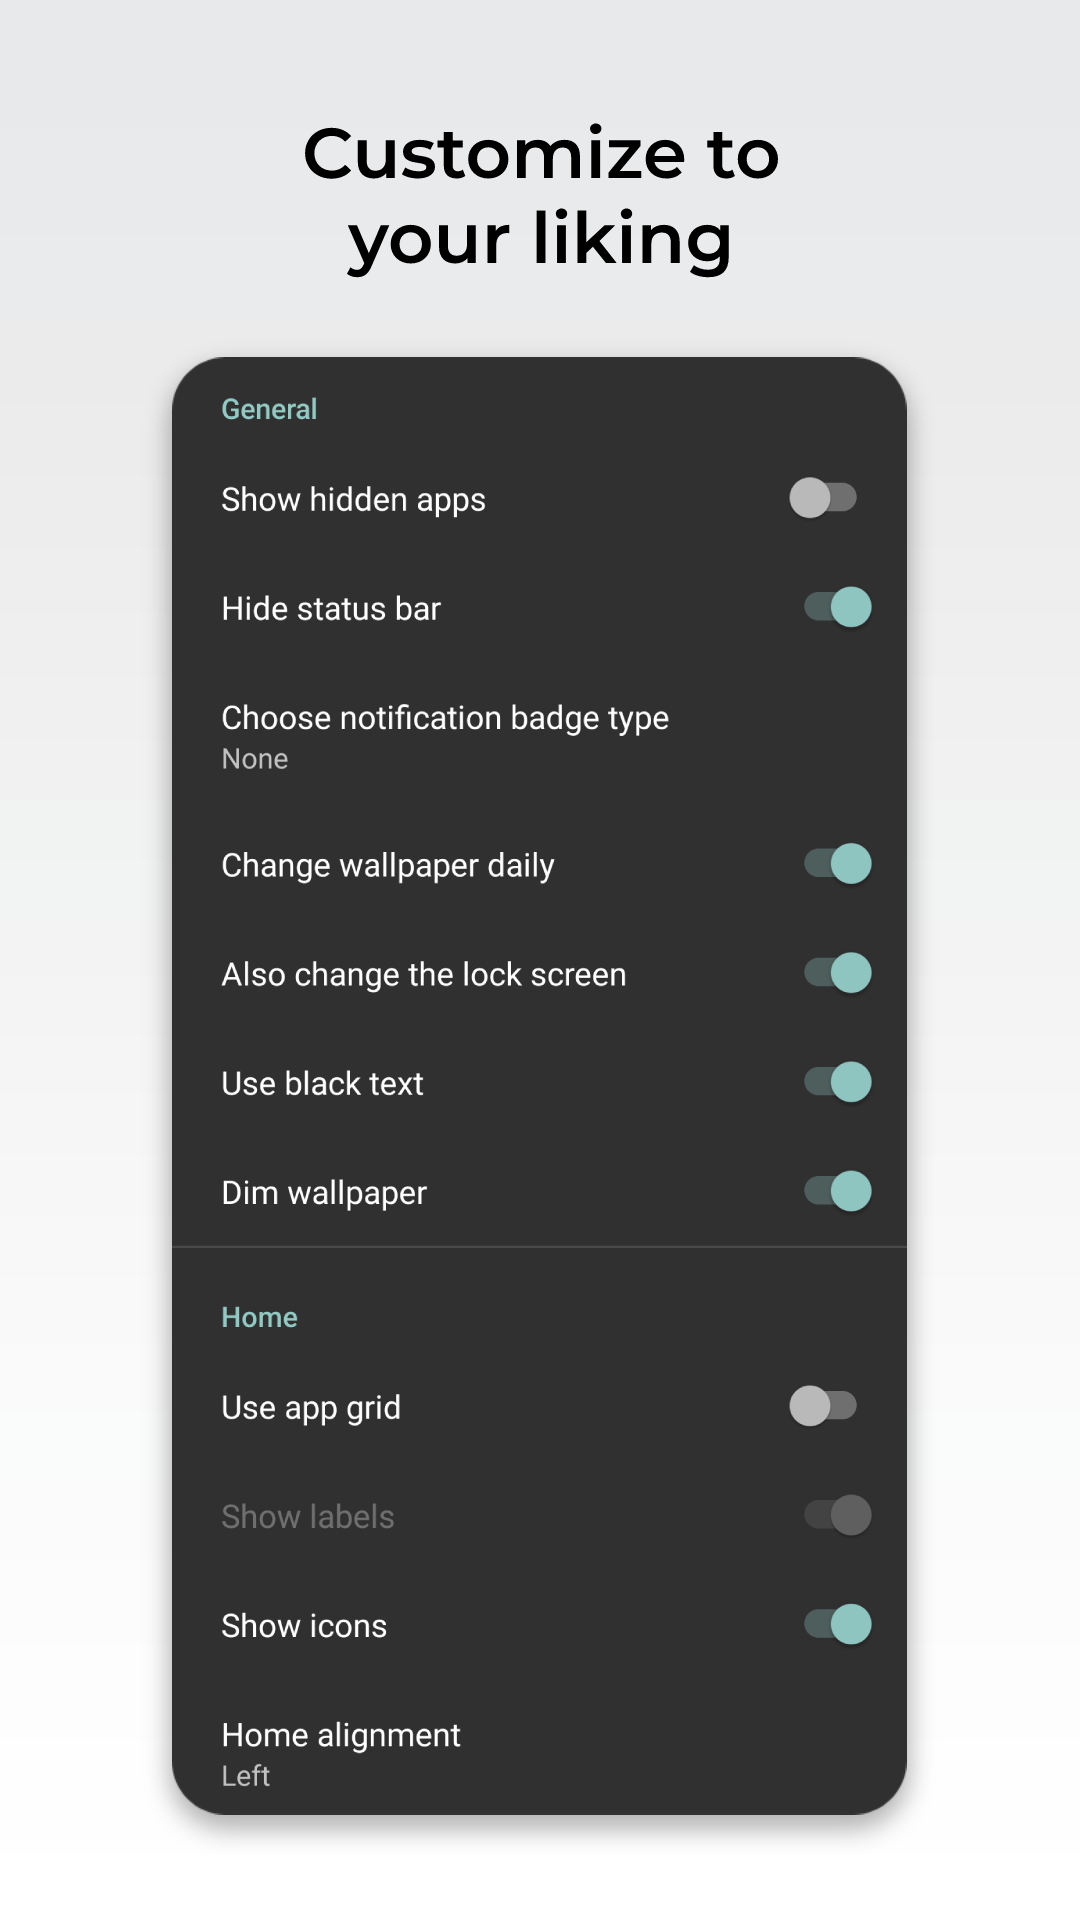 Customize to
your liking
General
Show hidden apps
Hide status bar
Choose notification badge type
None
Change wallpaper daily
Also change the lock screen
Use black text
Dim wallpaper
Home
Use app grid
Show labels
Show icons
Home alignment
Left